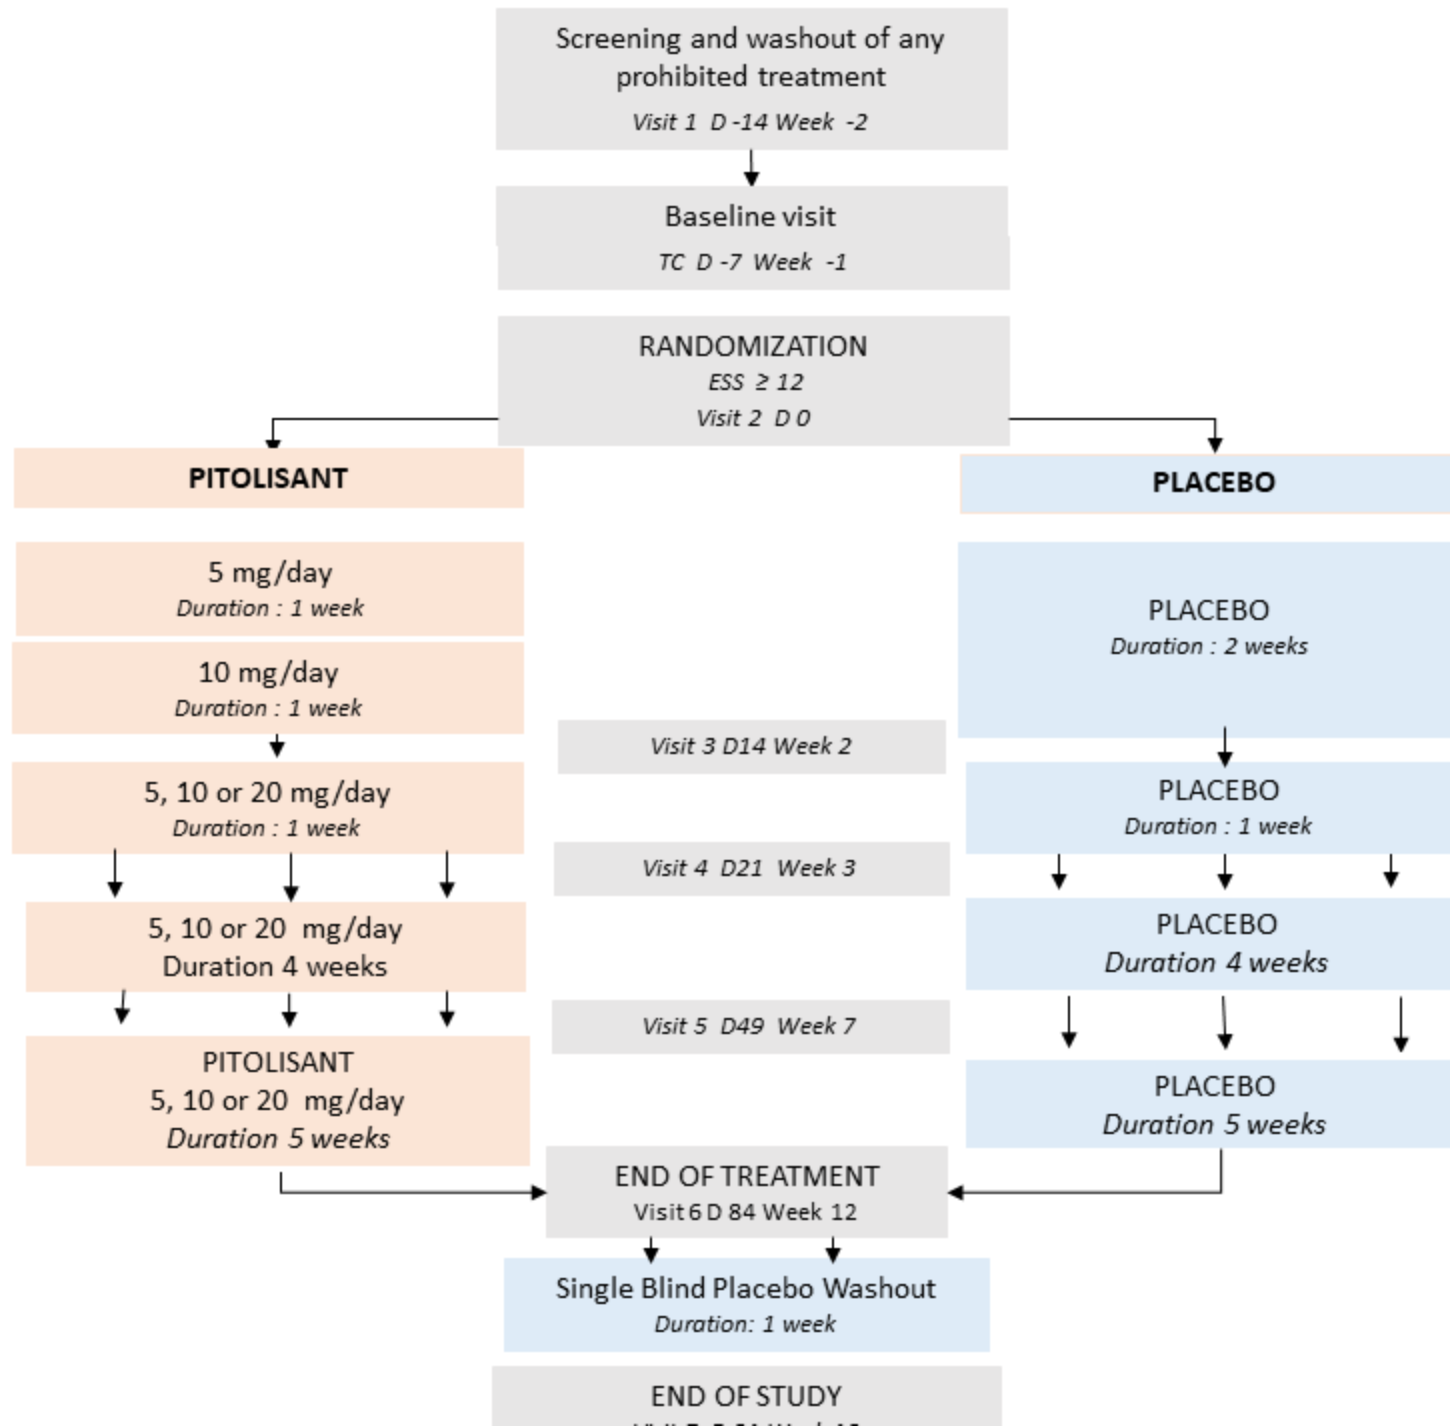 Screening and washout of any
prohibited treatment
Visit 1 D -14 Week -2
Baseline visit
TC D -7 Week -1
RANDOMIZATION
ESS ≥ 12
Visit 2 D 0
PITOLISANT
PLACEBO
5 mg/day
Duration : 1 week
10 mg/day
Duration : 1 week
PLACEBO
Duration : 2 weeks
Visit 3 D14 Week 2
5, 10 or 20 mg/day
Duration : 1 week
PLACEBO
Duration : 1 week
Visit 4 D21 Week 3
5, 10 or 20 mg/day
Duration 4 weeks
PLACEBO
Duration 4 weeks
Visit 5 D49 Week 7
PITOLISANT
5, 10 or 20 mg/day
Duration 5 weeks
PLACEBO
Duration 5 weeks
END OF TREATMENT
Visit 6 D 84 Week 12
Single Blind Placebo Washout
Duration: 1 week
END OF STUDY